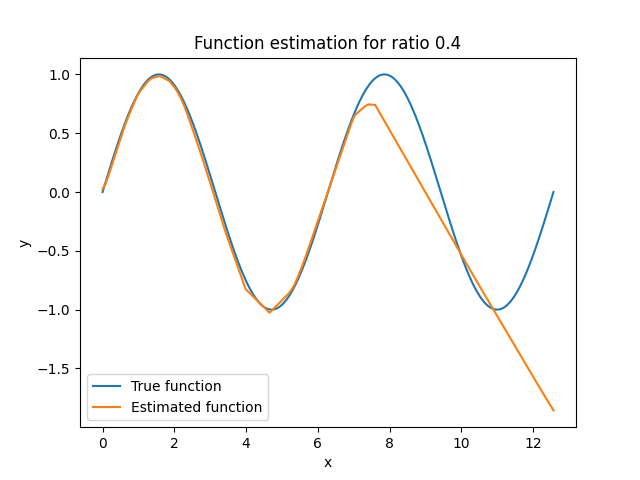 Function estimation for ratio 0.4
1.0
0.5
0.0
−0.5
−1.0
−1.5
y
True function
Estimated function
0 2 4 6 8 10 12
x